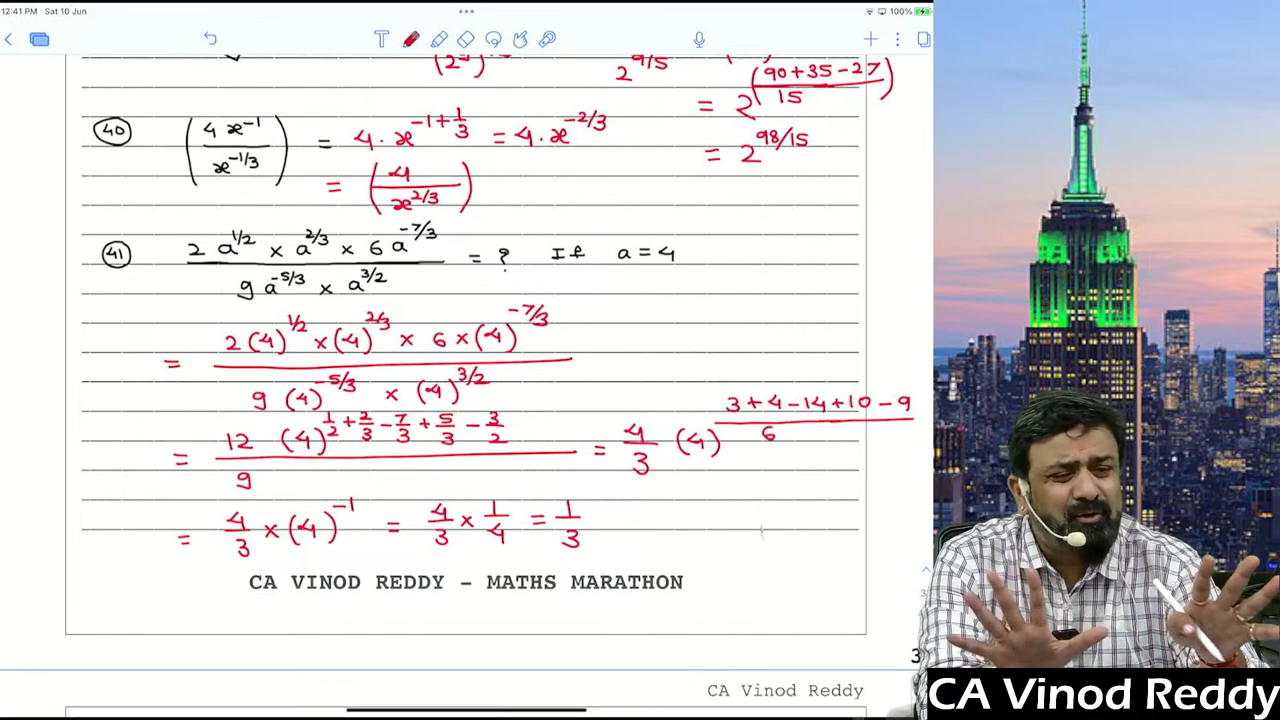 12:41 PM Sat 10 Jun
100%
(2
2^{9/5}
= 2^{(90+35-27)/15}
= 2^{98/15}
40 (4x^{-1} / x^{-1/3}) = 4 · x^{-1+1/3} = 4 · x^{-2/3}
= (4 / x^{2/3})
41 2a^{1/2} × a^{2/3} × 6a^{-7/3} / 9a^{-5/3} × a^{3/2} = ? If a = 4
= 2(4)^{1/2} × (4)^{2/3} × 6 × (4)^{-7/3} / 9(4)^{-5/3} × (4)^{3/2}
= 12 (4)^{1/2+2/3-7/3+5/3-3/2} / 9 = 4/3 (4)^{(3+4-14+10-9)/6}
= 4/3 × (4)^{-1} = 4/3 × 1/4 = 1/3
CA VINOD REDDY - MATHS MARATHON
3
CA Vinod Reddy
CA Vinod Reddy